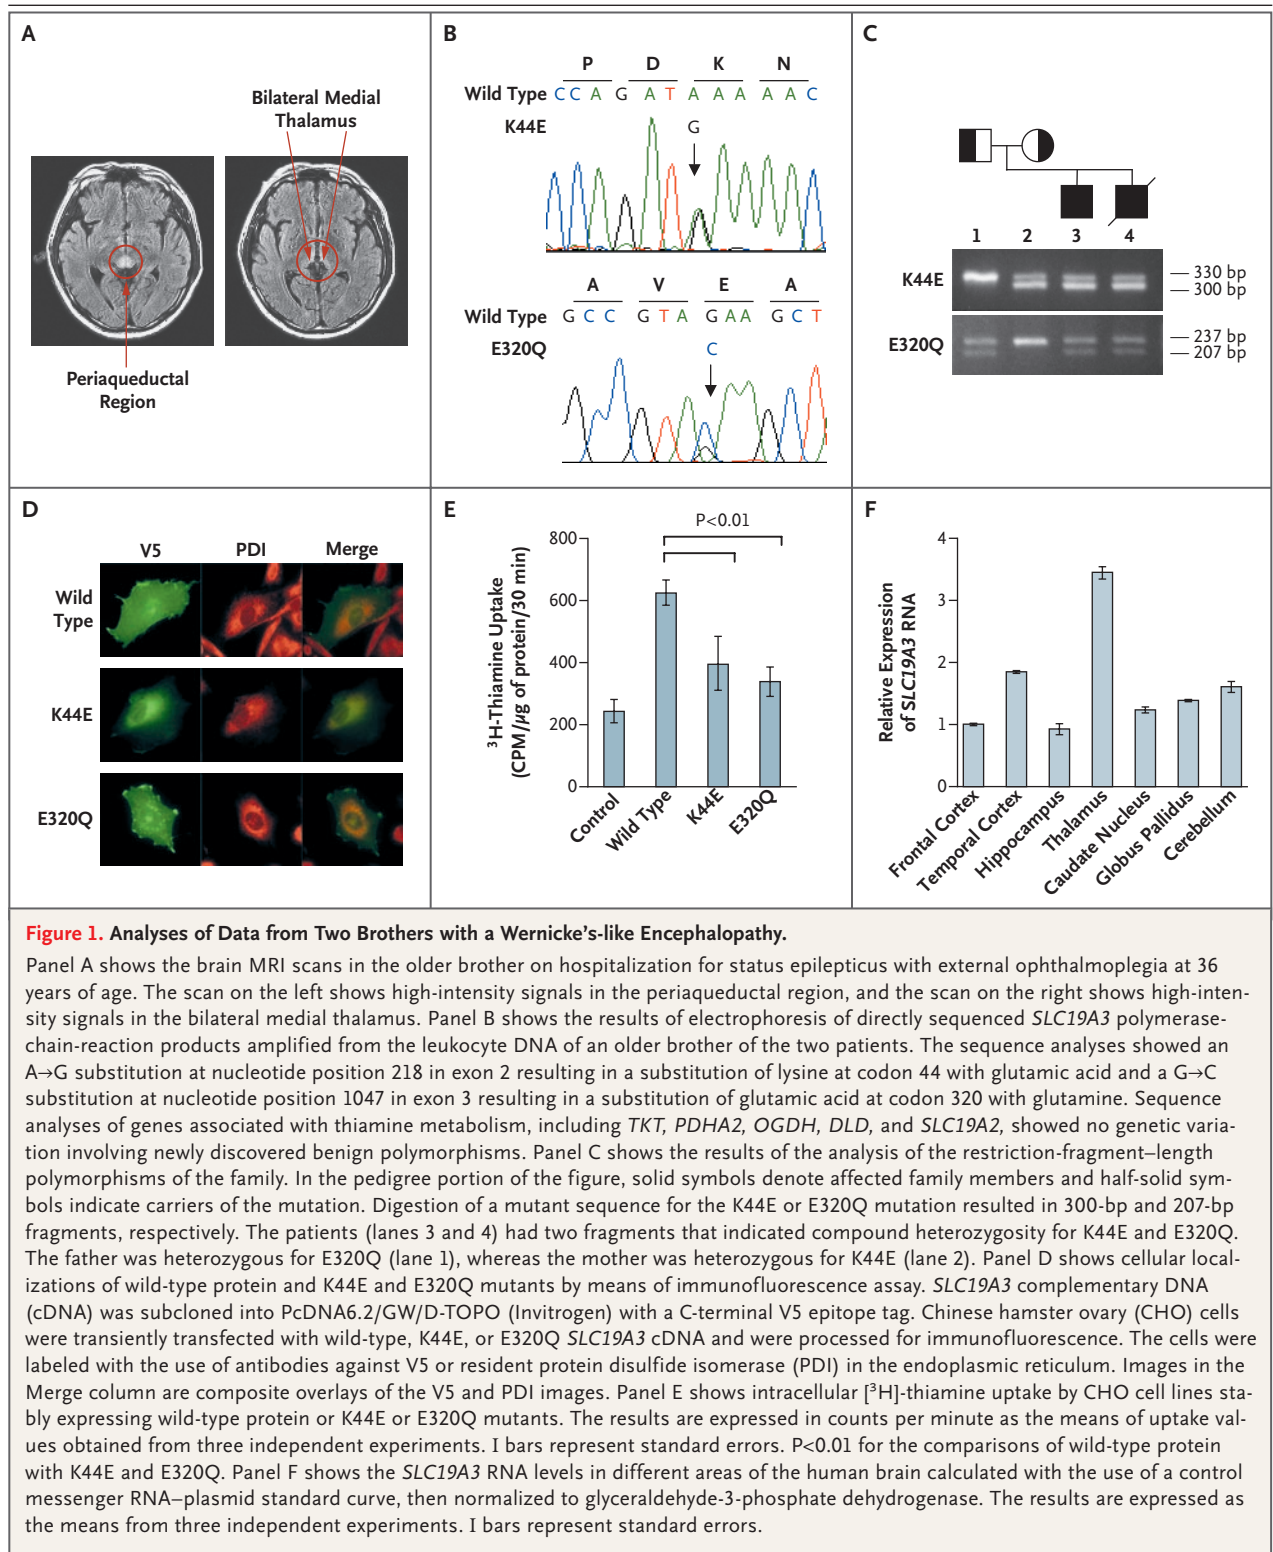 A
Bilateral Medial
Thalamus
Periaqueductal
Region
B
P D K N
Wild Type C C A G A T A A A A A C
K44E
G
A V E A
Wild Type G C C G T A G A A G C T
E320Q
C
C
1 2 3 4
K44E
330 bp
300 bp
E320Q
237 bp
207 bp
D
V5 PDI Merge
Wild
Type
K44E
E320Q
E
P<0.01
³H-Thiamine Uptake
(CPM/µg of protein/30 min)
800
600
400
200
0
Control
Wild Type
K44E
E320Q
F
Relative Expression
of SLC19A3 RNA
4
3
2
1
0
Frontal Cortex
Temporal Cortex
Hippocampus
Thalamus
Caudate Nucleus
Globus Pallidus
Cerebellum
Figure 1. Analyses of Data from Two Brothers with a Wernicke's-like Encephalopathy.
Panel A shows the brain MRI scans in the older brother on hospitalization for status epilepticus with external ophthalmoplegia at 36
years of age. The scan on the left shows high-intensity signals in the periaqueductal region, and the scan on the right shows high-inten-
sity signals in the bilateral medial thalamus. Panel B shows the results of electrophoresis of directly sequenced SLC19A3 polymerase-
chain-reaction products amplified from the leukocyte DNA of an older brother of the two patients. The sequence analyses showed an
A→G substitution at nucleotide position 218 in exon 2 resulting in a substitution of lysine at codon 44 with glutamic acid and a G→C
substitution at nucleotide position 1047 in exon 3 resulting in a substitution of glutamic acid at codon 320 with glutamine. Sequence
analyses of genes associated with thiamine metabolism, including TKT, PDHA2, OGDH, DLD, and SLC19A2, showed no genetic varia-
tion involving newly discovered benign polymorphisms. Panel C shows the results of the analysis of the restriction-fragment–length
polymorphisms of the family. In the pedigree portion of the figure, solid symbols denote affected family members and half-solid sym-
bols indicate carriers of the mutation. Digestion of a mutant sequence for the K44E or E320Q mutation resulted in 300-bp and 207-bp
fragments, respectively. The patients (lanes 3 and 4) had two fragments that indicated compound heterozygosity for K44E and E320Q.
The father was heterozygous for E320Q (lane 1), whereas the mother was heterozygous for K44E (lane 2). Panel D shows cellular local-
izations of wild-type protein and K44E and E320Q mutants by means of immunofluorescence assay. SLC19A3 complementary DNA
(cDNA) was subcloned into PcDNA6.2/GW/D-TOPO (Invitrogen) with a C-terminal V5 epitope tag. Chinese hamster ovary (CHO) cells
were transiently transfected with wild-type, K44E, or E320Q SLC19A3 cDNA and were processed for immunofluorescence. The cells were
labeled with the use of antibodies against V5 or resident protein disulfide isomerase (PDI) in the endoplasmic reticulum. Images in the
Merge column are composite overlays of the V5 and PDI images. Panel E shows intracellular [³H]-thiamine uptake by CHO cell lines sta-
bly expressing wild-type protein or K44E or E320Q mutants. The results are expressed in counts per minute as the means of uptake val-
ues obtained from three independent experiments. I bars represent standard errors. P<0.01 for the comparisons of wild-type protein
with K44E and E320Q. Panel F shows the SLC19A3 RNA levels in different areas of the human brain calculated with the use of a control
messenger RNA–plasmid standard curve, then normalized to glyceraldehyde-3-phosphate dehydrogenase. The results are expressed as
the means from three independent experiments. I bars represent standard errors.